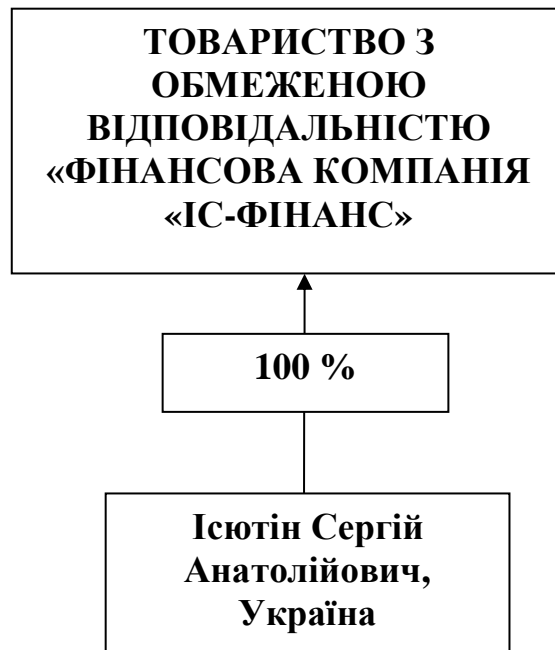 ТОВАРИСТВО З
ОБМЕЖЕНОЮ
ВІДПОВІДАЛЬНІСТЮ
«ФІНАНСОВА КОМПАНІЯ
«ІС-ФІНАНС»
100 %
Ісютін Сергій
Анатолійович,
Україна